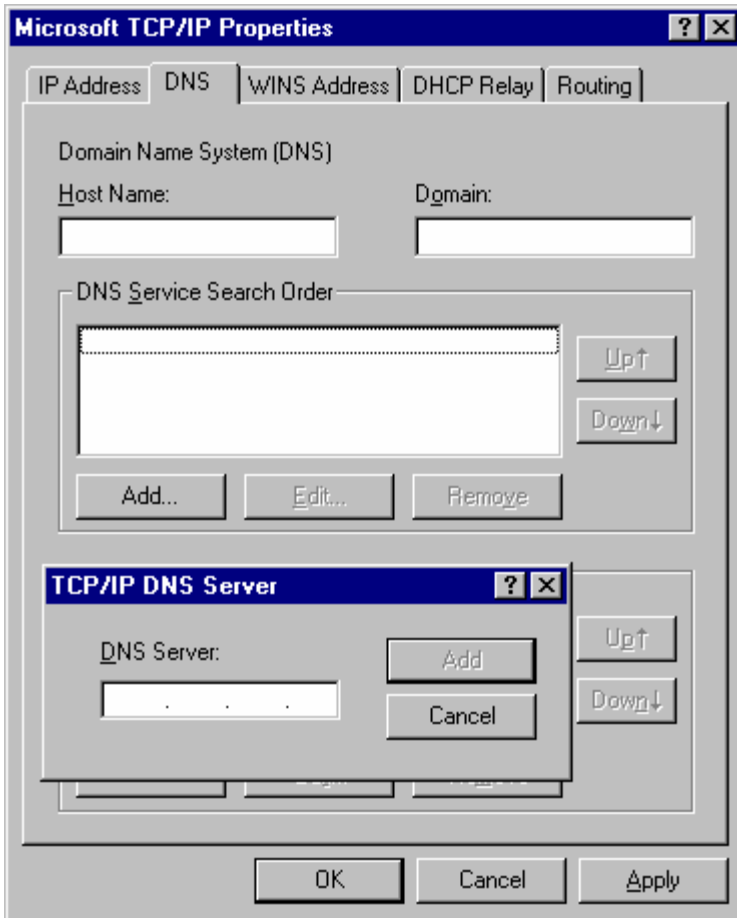 Microsoft TCP/IP Properties
IP Address DNS WINS Address DHCP Relay Routing
Domain Name System (DNS)
Host Name: Domain:
DNS Service Search Order
Up↑
Down↓
Add... Edit... Remove
TCP/IP DNS Server
DNS Server:
Add
Up↑
. . .
Cancel
Down↓
OK Cancel Apply